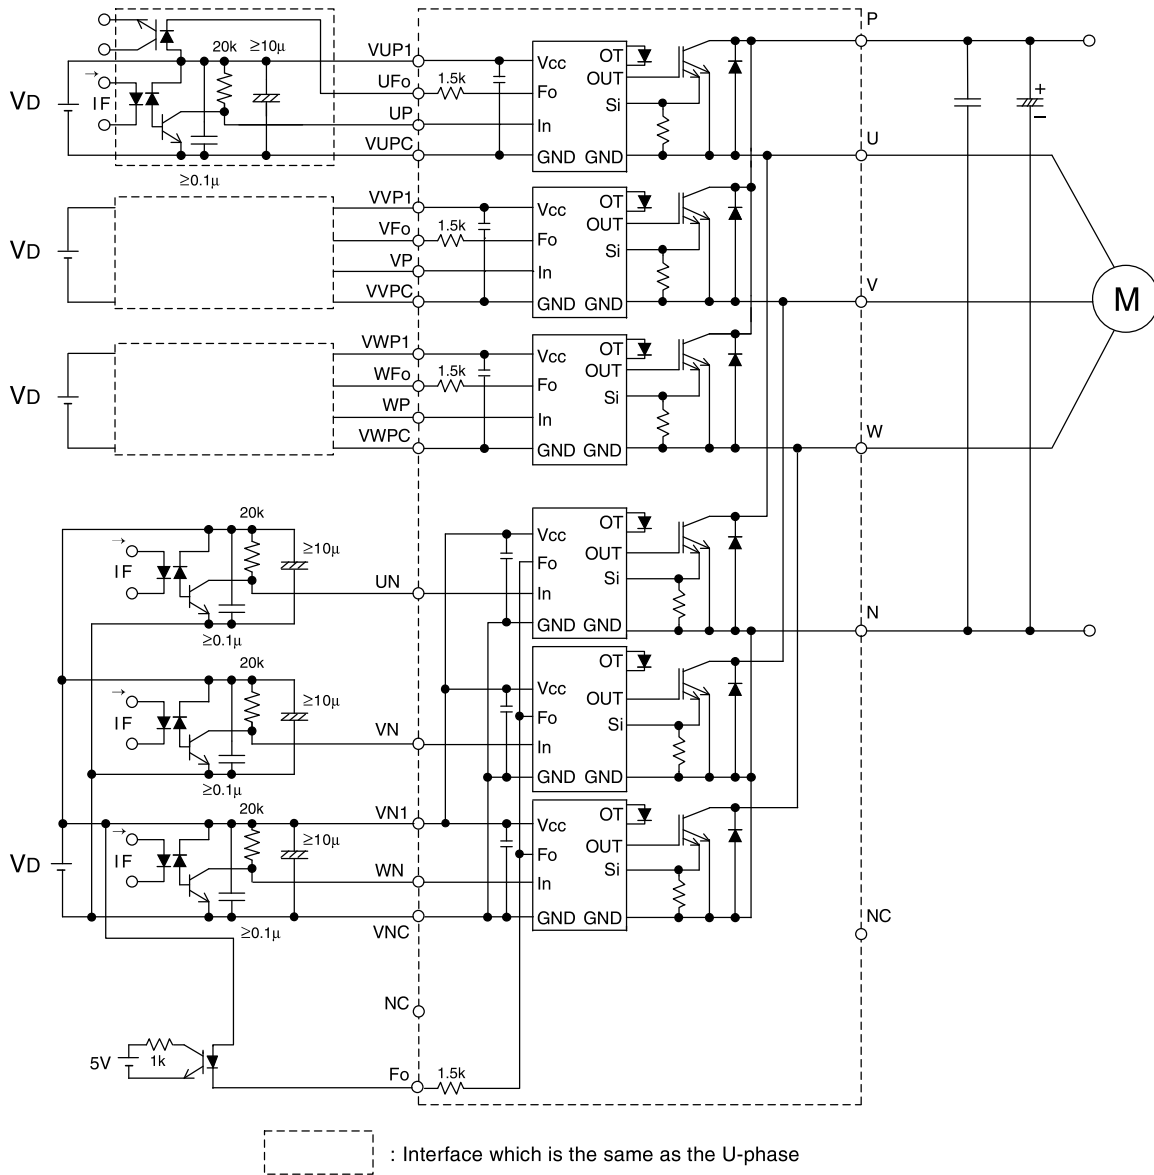 P
VUP1
20k
≥10μ
Vcc
OT
UFo
1.5k
Fo
OUT
VD
IF
→
UP
In
Si
+
–
VUPC
GND GND
U
≥0.1μ
VVP1
Vcc
OT
VFo
1.5k
Fo
OUT
VD
VP
In
Si
VVPC
GND GND
V
M
VWP1
Vcc
OT
WFo
1.5k
Fo
OUT
VD
WP
In
Si
VWPC
GND GND
W
20k
≥10μ
→
IF
UN
≥0.1μ
OT
Vcc
OUT
Fo
Si
In
GND GND
N
20k
≥10μ
→
IF
VN
≥0.1μ
OT
Vcc
OUT
Fo
Si
In
GND GND
20k
VN1
≥10μ
→
IF
VD
WN
≥0.1μ
VNC
OT
Vcc
OUT
Fo
Si
In
GND GND
NC
NC
5V
1k
Fo
1.5k
: Interface which is the same as the U-phase